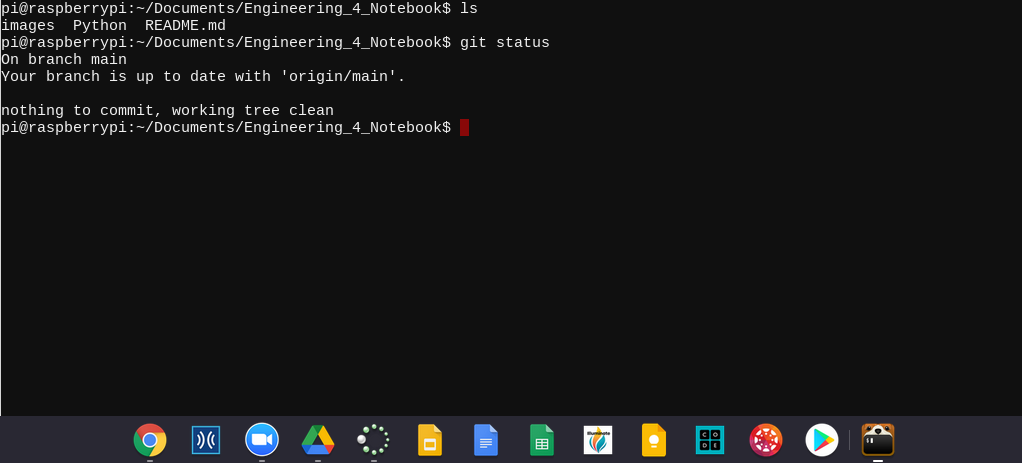 pi@raspberrypi:~/Documents/Engineering_4_Notebook$ ls
images  Python  README.md
pi@raspberrypi:~/Documents/Engineering_4_Notebook$ git status
On branch main
Your branch is up to date with 'origin/main'.
nothing to commit, working tree clean
pi@raspberrypi:~/Documents/Engineering_4_Notebook$
Illuminate
C O
D E